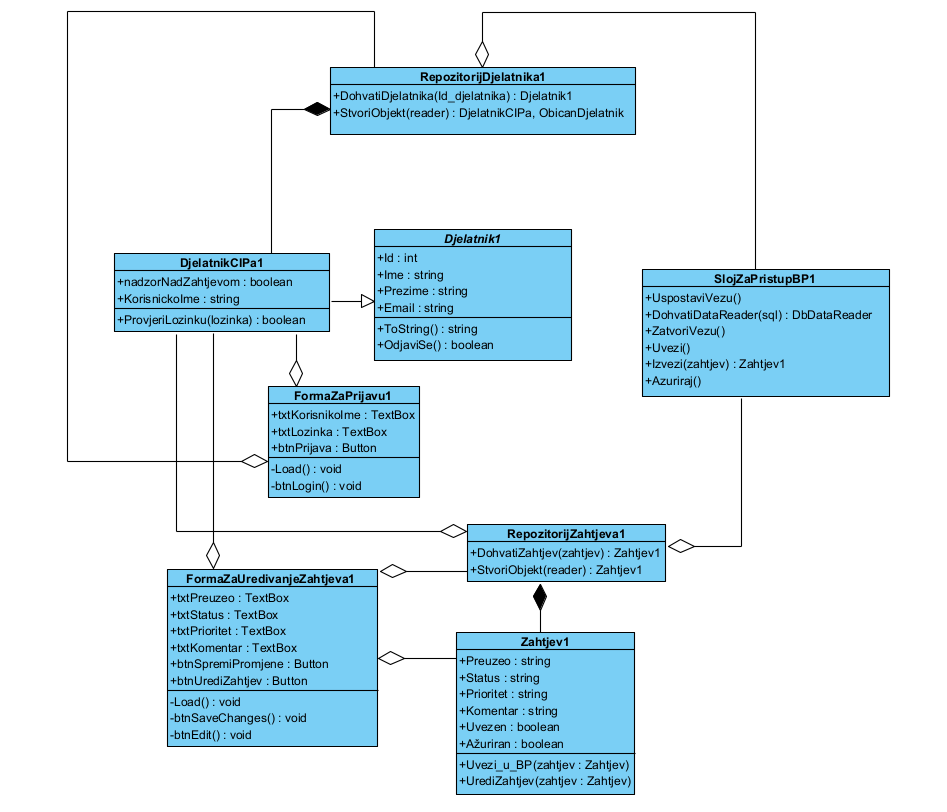 RepozitorijDjelatnika1
+DohvatiDjelatnika(Id_djelatnika) : Djelatnik1
+StvoriObjekt(reader) : DjelatnikCIPa, ObicanDjelatnik
Djelatnik1
+Id : int
+Ime : string
+Prezime : string
+Email : string
+ToString() : string
+OdjaviSe() : boolean
DjelatnikCIPa1
+nadzorNadZahtjevom : boolean
+KorisnickoIme : string
+ProvjeriLozinku(lozinka) : boolean
SlojZaPristupBP1
+UspostaviVezu()
+DohvatiDataReader(sql) : DbDataReader
+ZatvoriVezu()
+Uvezi()
+Izvezi(zahtjev) : Zahtjev1
+Azuriraj()
FormaZaPrijavu1
+txtKorisnikoIme : TextBox
+txtLozinka : TextBox
+btnPrijava : Button
-Load() : void
-btnLogin() : void
RepozitorijZahtjeva1
+DohvatiZahtjev(zahtjev) : Zahtjev1
+StvoriObjekt(reader) : Zahtjev1
FormaZaUredivanjeZahtjeva1
+txtPreuzeo : TextBox
+txtStatus : TextBox
+txtPrioritet : TextBox
+txtKomentar : TextBox
+btnSpremiPromjene : Button
+btnUrediZahtjev : Button
-Load() : void
-btnSaveChanges() : void
-btnEdit() : void
Zahtjev1
+Preuzeo : string
+Status : string
+Prioritet : string
+Komentar : string
+Uvezen : boolean
+Ažuriran : boolean
+Uvezi_u_BP(zahtjev : Zahtjev)
+UrediZahtjev(zahtjev : Zahtjev)